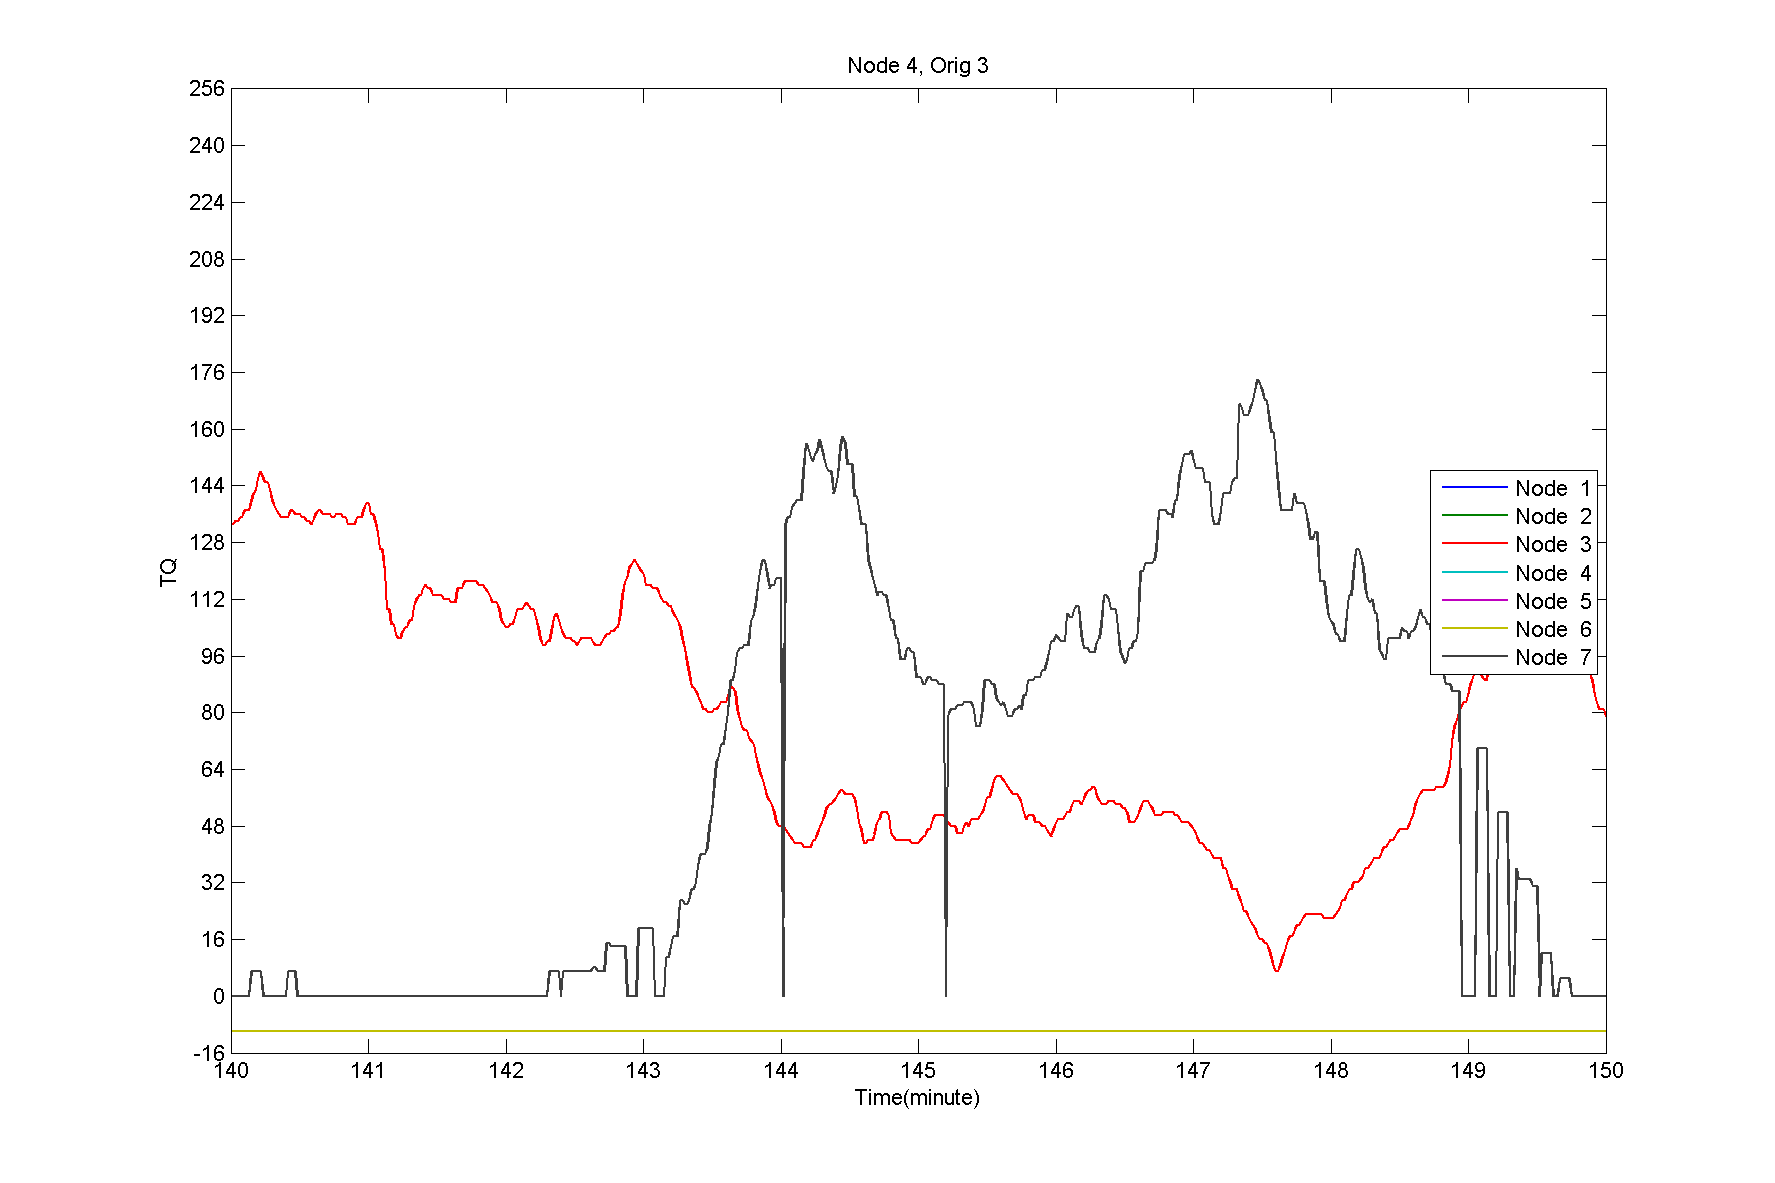 Node 4, Orig 3
256
240
224
208
192
176
160
144
128
112
96
80
64
48
32
16
0
-16
TQ
Node 1
Node 2
Node 3
Node 4
Node 5
Node 6
Node 7
140 141 142 143 144 145 146 147 148 149 150
Time(minute)